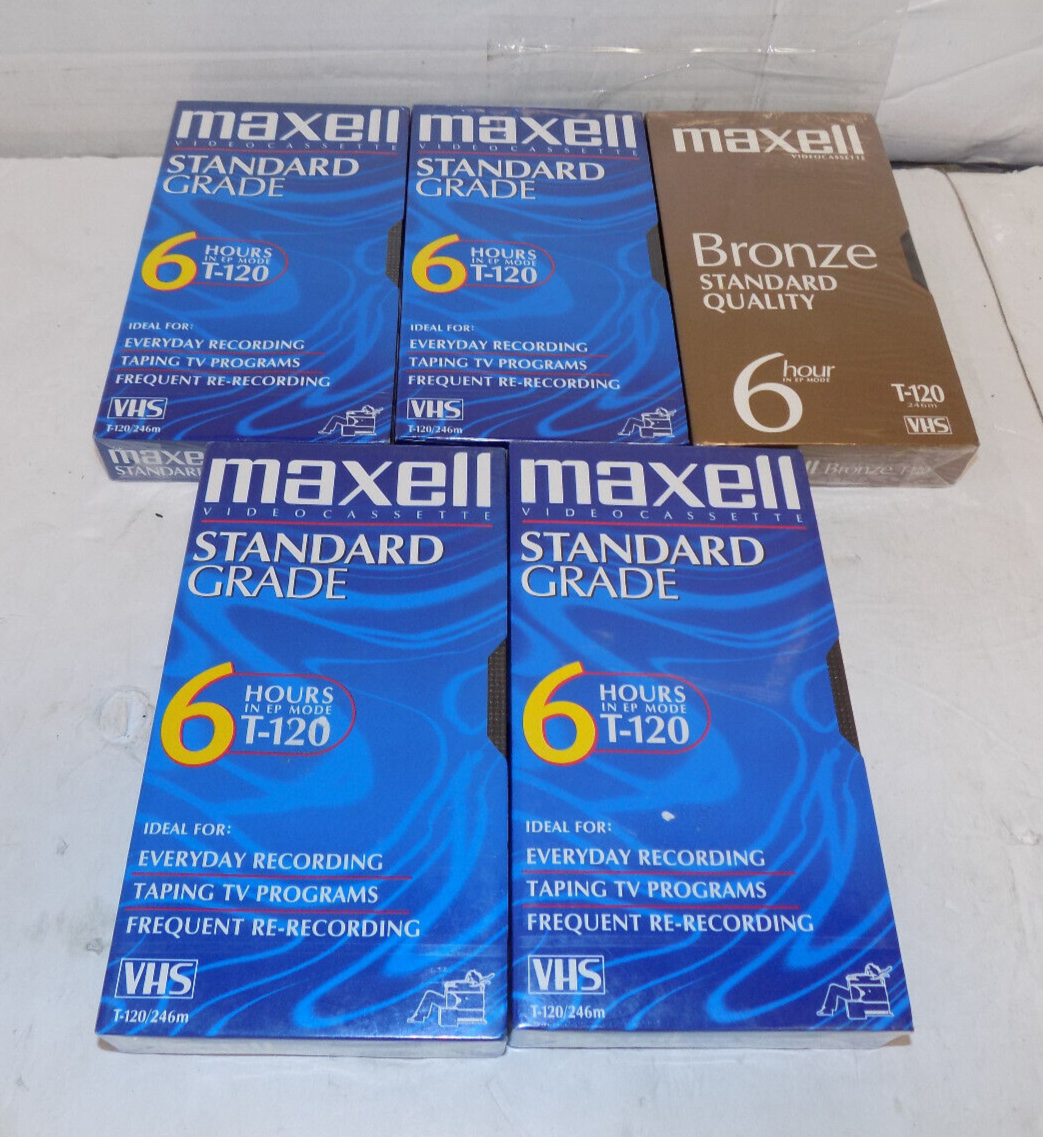 maxell
VIDEOCASSETTE
STANDARD
GRADE
6 HOURS
IN EP MODE
T-120
IDEAL FOR:
EVERYDAY RECORDING
TAPING TV PROGRAMS
FREQUENT RE-RECORDING
VHS
T-120/246m
maxell
STANDARD
maxell
VIDEOCASSETTE
STANDARD
GRADE
6 HOURS
IN EP MODE
T-120
IDEAL FOR:
EVERYDAY RECORDING
TAPING TV PROGRAMS
FREQUENT RE-RECORDING
VHS
T-120/246m
maxell
VIDEOCASSETTE
Bronze
STANDARD
QUALITY
6 hour
IN EP MODE
T-120
246m
VHS
Bronze T-120
maxell
VIDEOCASSETTE
STANDARD
GRADE
6 HOURS
IN EP MODE
T-120
IDEAL FOR:
EVERYDAY RECORDING
TAPING TV PROGRAMS
FREQUENT RE-RECORDING
VHS
T-120/246m
maxell
VIDEOCASSETTE
STANDARD
GRADE
6 HOURS
IN EP MODE
T-120
IDEAL FOR:
EVERYDAY RECORDING
TAPING TV PROGRAMS
FREQUENT RE-RECORDING
VHS
T-120/246m